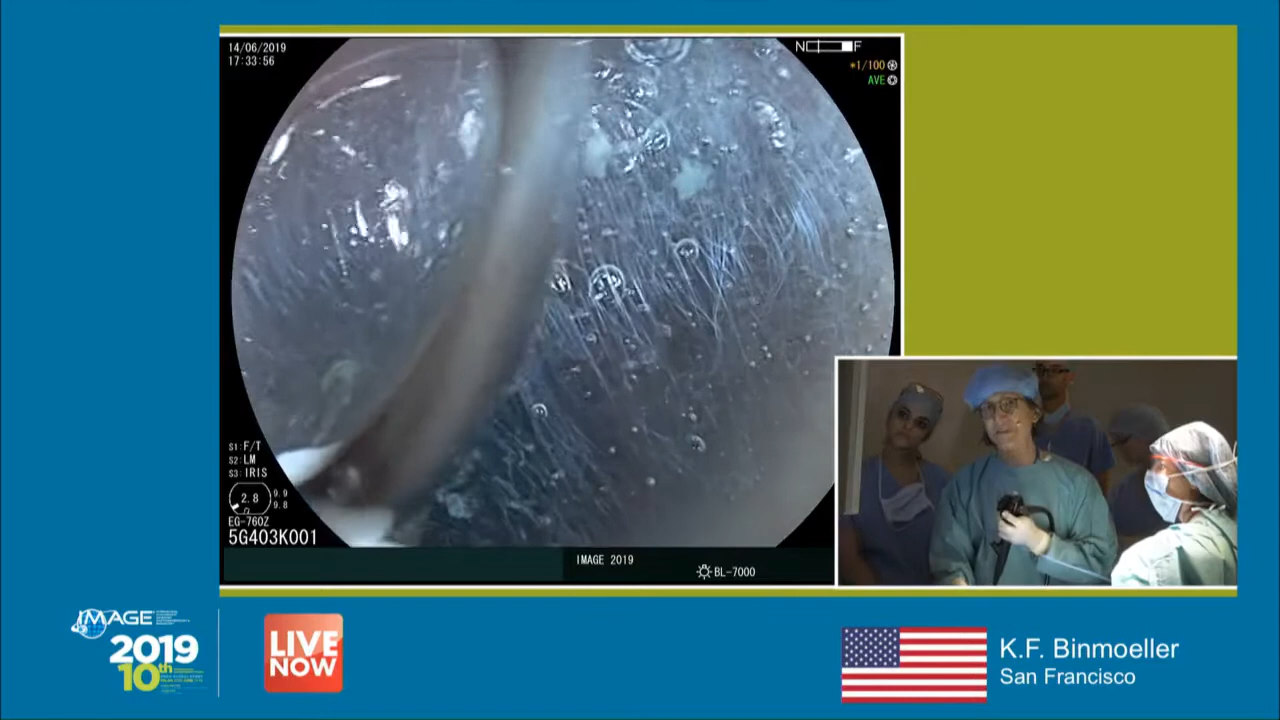 14/06/2019
17:33:56
N F
*1/100
AVE
S1:F/T
S2:LM
S3:IRIS
2.8
9.9
9.8
EG-760Z
5G403K001
IMAGE 2019
BL-7000
IMAGE
2019
10th
LIVE
NOW
K.F. Binmoeller
San Francisco